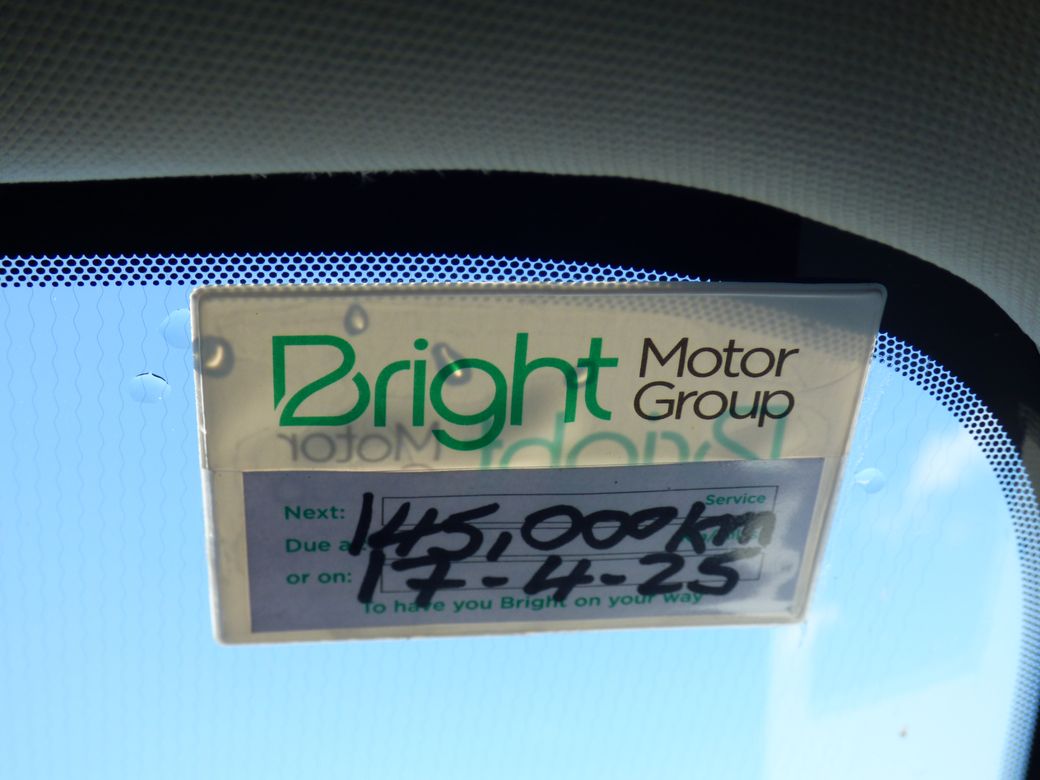 Bright Motor Group
Next: Service
145,000km
Due a
or on: 17-4-25
To have you Bright on your way